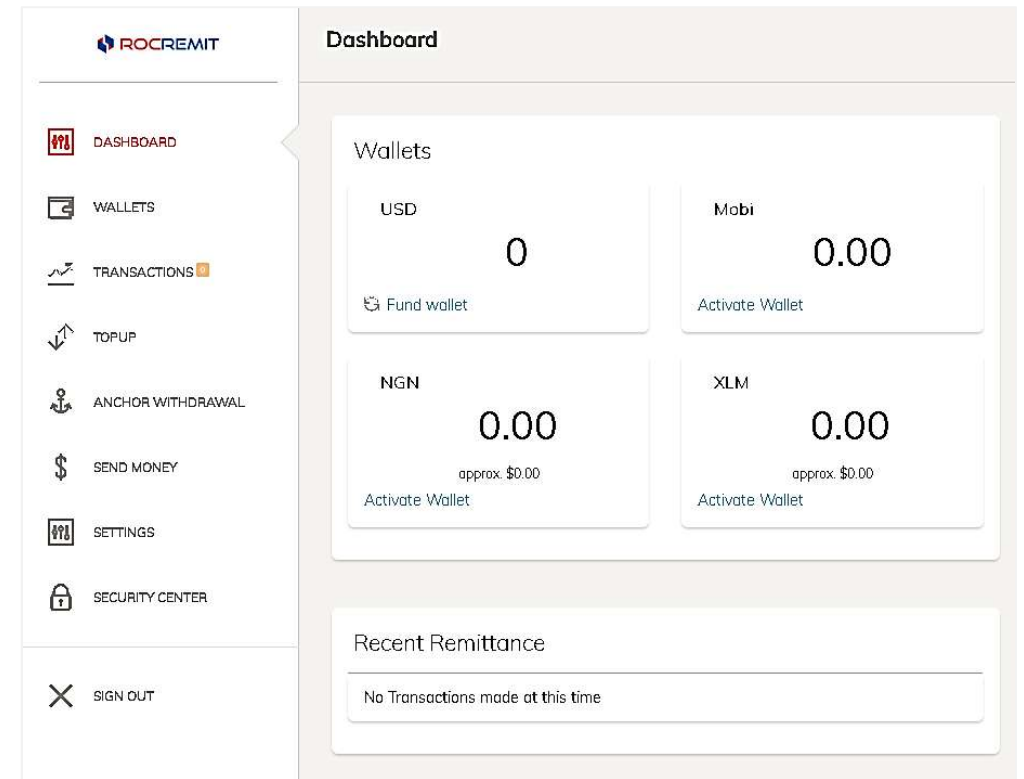 ROCREMIT
DASHBOARD
WALLETS
TRANSACTIONS 0
TOPUP
ANCHOR WITHDRAWAL
SEND MONEY
SETTINGS
SECURITY CENTER
SIGN OUT
Dashboard
Wallets
USD
0
Fund wallet
Mobi
0.00
Activate Wallet
NGN
0.00
approx. $0.00
Activate Wallet
XLM
0.00
approx. $0.00
Activate Wallet
Recent Remittance
No Transactions made at this time